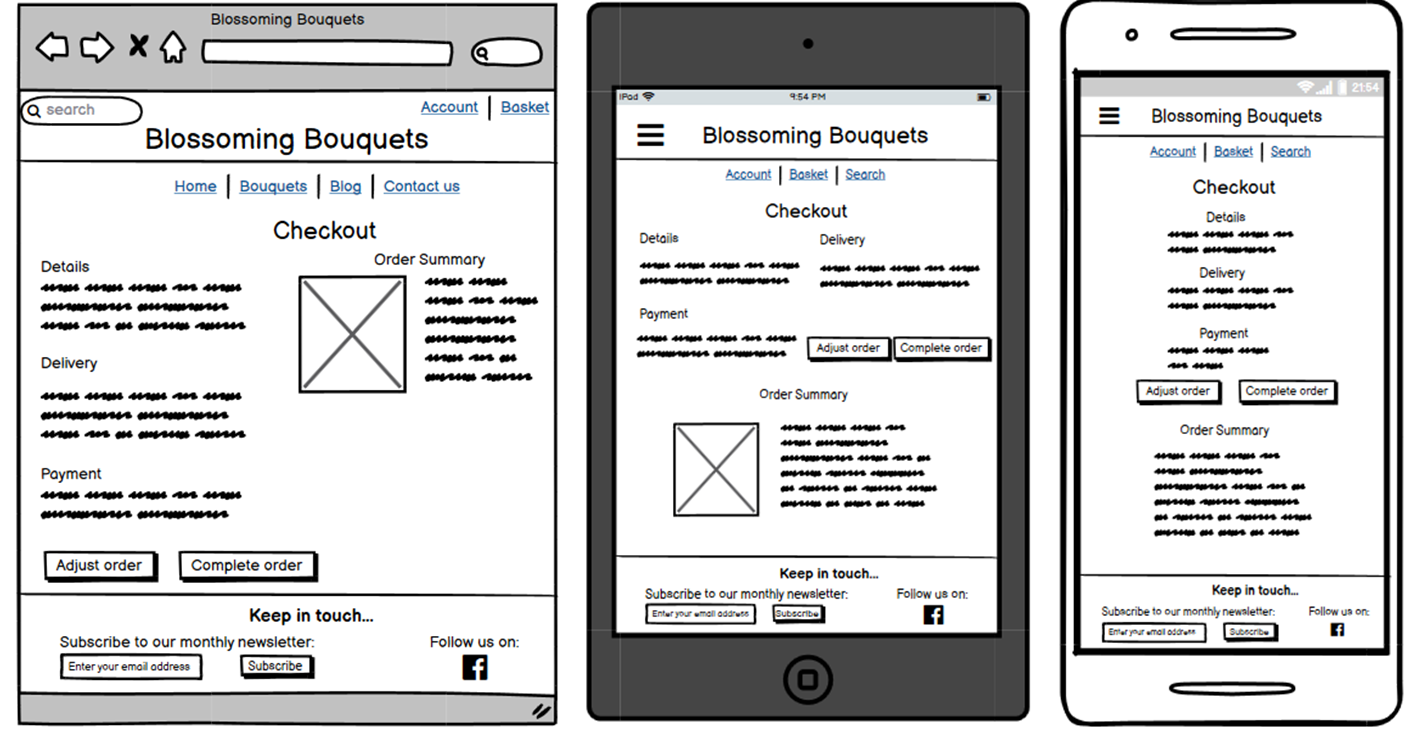 Blossoming Bouquets
search
Account | Basket
Blossoming Bouquets
Home | Bouquets | Blog | Contact us
Checkout
Details
Order Summary
Delivery
Payment
Adjust order
Complete order
Keep in touch...
Subscribe to our monthly newsletter:
Follow us on:
Enter your email address
Subscribe
iPad
9:54 PM
Blossoming Bouquets
Account | Basket | Search
Checkout
Details
Delivery
Payment
Adjust order
Complete order
Order Summary
Keep in touch...
Subscribe to our monthly newsletter:
Follow us on:
Enter your email address
Subscribe
21:54
Blossoming Bouquets
Account | Basket | Search
Checkout
Details
Delivery
Payment
Adjust order
Complete order
Order Summary
Keep in touch...
Subscribe to our monthly newsletter:
Follow us on:
Enter your email address
Subscribe